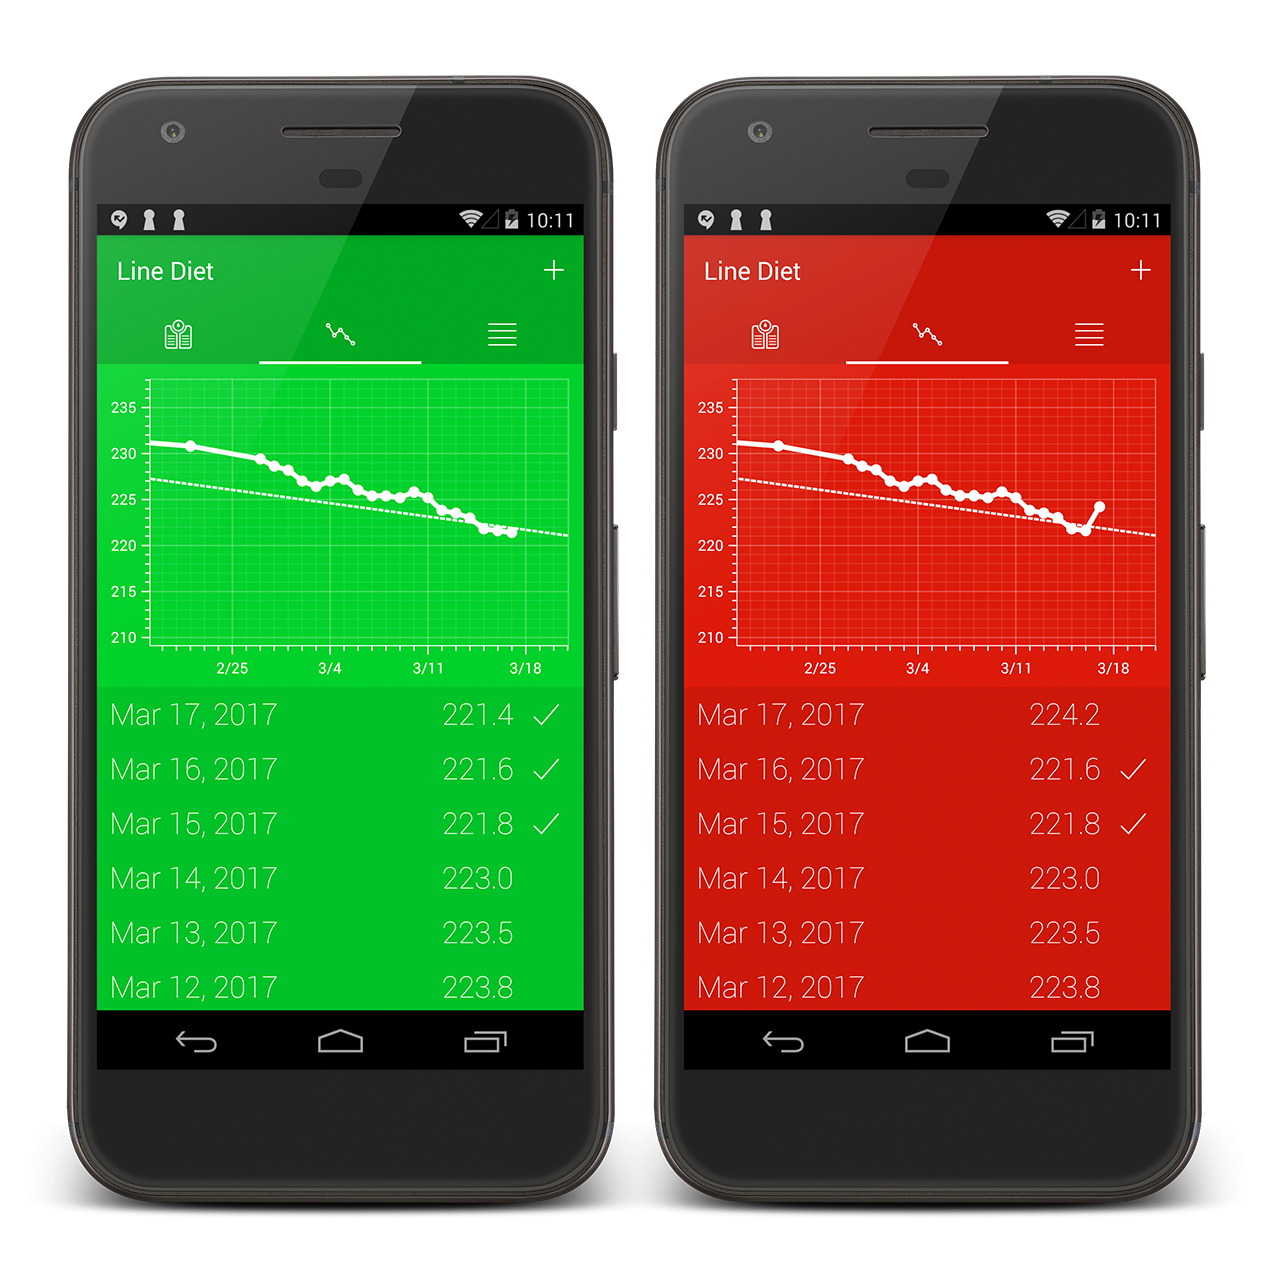 10:11
Line Diet
235
230
225
220
215
210
2/25 3/4 3/11 3/18
Mar 17, 2017 221.4
Mar 16, 2017 221.6
Mar 15, 2017 221.8
Mar 14, 2017 223.0
Mar 13, 2017 223.5
Mar 12, 2017 223.8
10:11
Line Diet
235
230
225
220
215
210
2/25 3/4 3/11 3/18
Mar 17, 2017 224.2
Mar 16, 2017 221.6
Mar 15, 2017 221.8
Mar 14, 2017 223.0
Mar 13, 2017 223.5
Mar 12, 2017 223.8